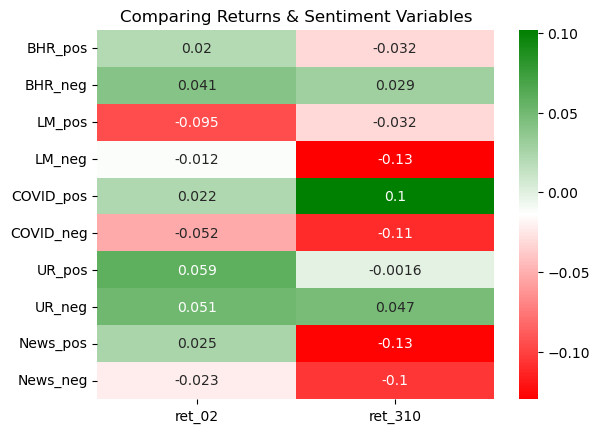 Comparing Returns & Sentiment Variables
BHR_pos 0.02 -0.032
BHR_neg 0.041 0.029
LM_pos -0.095 -0.032
LM_neg -0.012 -0.13
COVID_pos 0.022 0.1
COVID_neg -0.052 -0.11
UR_pos 0.059 -0.0016
UR_neg 0.051 0.047
News_pos 0.025 -0.13
News_neg -0.023 -0.1
ret_02 ret_310
0.10
0.05
0.00
−0.05
−0.10